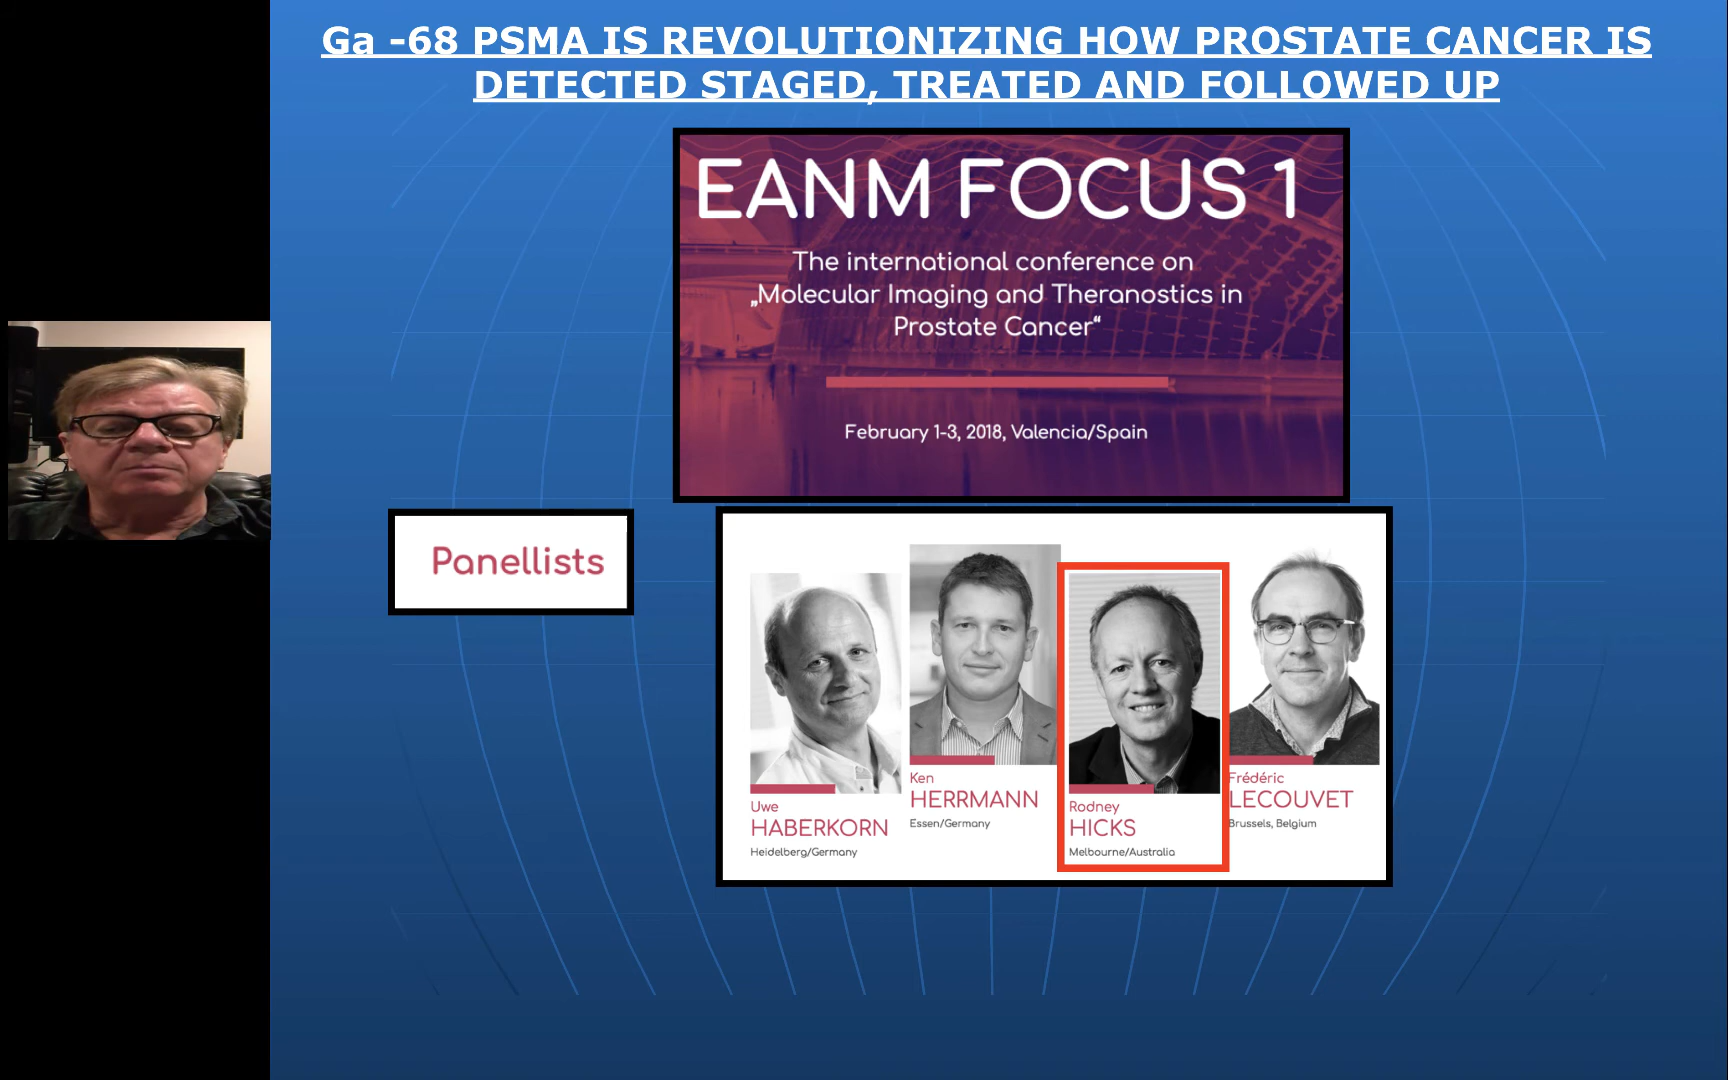 Ga -68 PSMA IS REVOLUTIONIZING HOW PROSTATE CANCER IS
DETECTED STAGED, TREATED AND FOLLOWED UP
EANM FOCUS 1
The international conference on
„Molecular Imaging and Theranostics in
Prostate Cancer“
February 1-3, 2018, Valencia/Spain
Panellists
Uwe
HABERKORN
Heidelberg/Germany
Ken
HERRMANN
Essen/Germany
Rodney
HICKS
Melbourne/Australia
Frédéric
LECOUVET
Brussels, Belgium